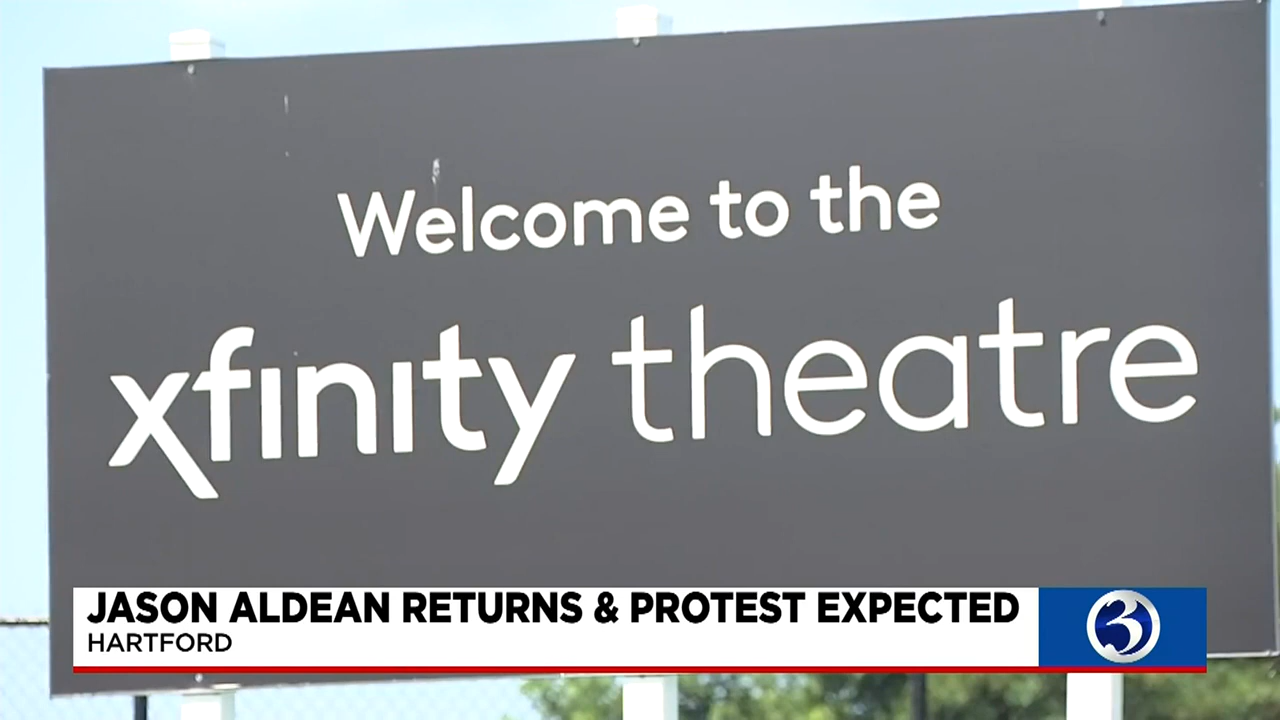 Welcome to the
xfinity theatre
JASON ALDEAN RETURNS & PROTEST EXPECTED
HARTFORD
3